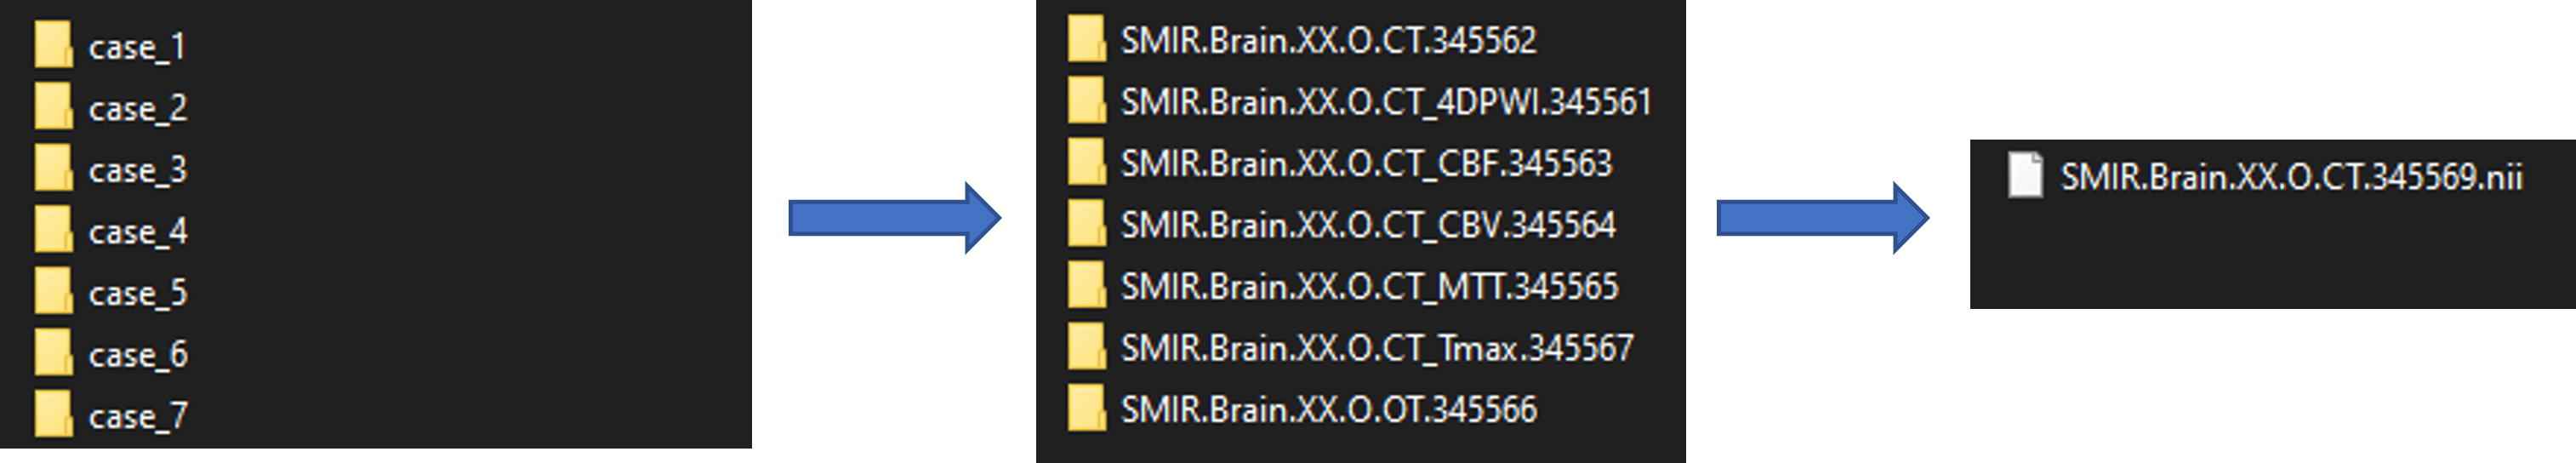 case_1
case_2
case_3
case_4
case_5
case_6
case_7
SMIR.Brain.XX.O.CT.345562
SMIR.Brain.XX.O.CT_4DPWI.345561
SMIR.Brain.XX.O.CT_CBF.345563
SMIR.Brain.XX.O.CT_CBV.345564
SMIR.Brain.XX.O.CT_MTT.345565
SMIR.Brain.XX.O.CT_Tmax.345567
SMIR.Brain.XX.O.OT.345566
SMIR.Brain.XX.O.CT.345569.nii